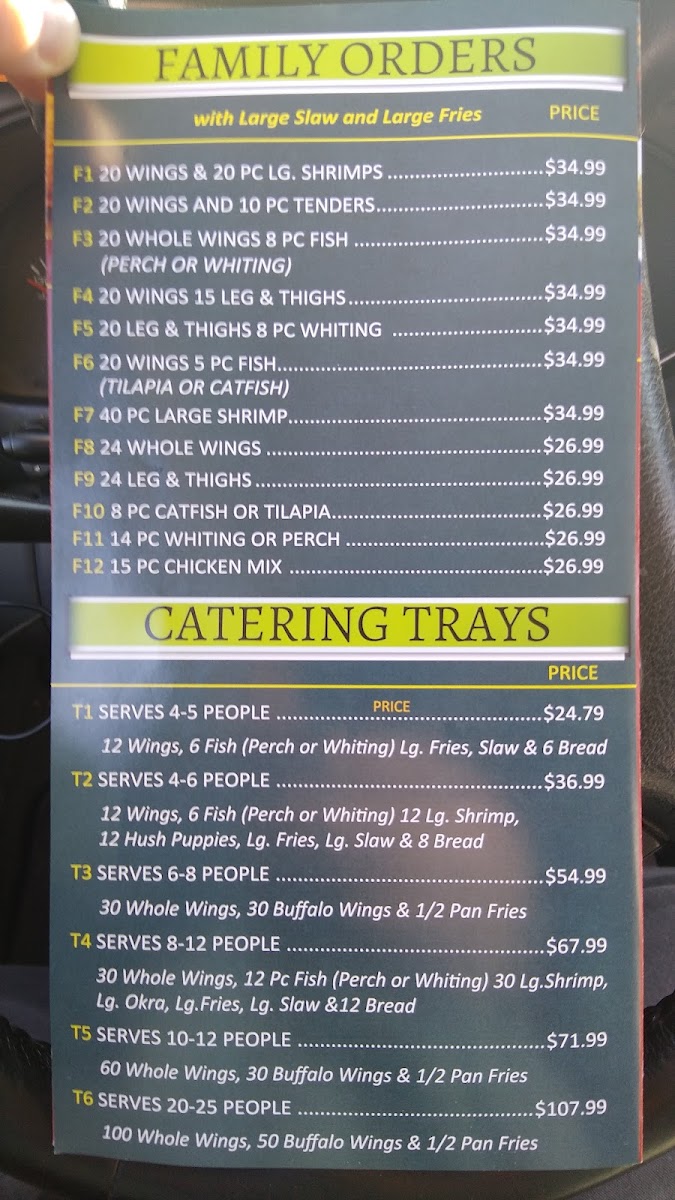 FAMILY ORDERS
with Large Slaw and Large Fries PRICE
F1 20 WINGS & 20 PC LG. SHRIMPS ..............................$34.99
F2 20 WINGS AND 10 PC TENDERS................................$34.99
F3 20 WHOLE WINGS 8 PC FISH ....................................$34.99
(PERCH OR WHITING)
F4 20 WINGS 15 LEG & THIGHS.....................................$34.99
F5 20 LEG & THIGHS 8 PC WHITING .............................$34.99
F6 20 WINGS 5 PC FISH..................................................$34.99
(TILAPIA OR CATFISH)
F7 40 PC LARGE SHRIMP................................................$34.99
F8 24 WHOLE WINGS ...................................................$26.99
F9 24 LEG & THIGHS ......................................................$26.99
F10 8 PC CATFISH OR TILAPIA........................................$26.99
F11 14 PC WHITING OR PERCH .....................................$26.99
F12 15 PC CHICKEN MIX ...............................................$26.99
CATERING TRAYS
PRICE
T1 SERVES 4-5 PEOPLE ..................PRICE..........................$24.79
12 Wings, 6 Fish (Perch or Whiting) Lg. Fries, Slaw & 6 Bread
T2 SERVES 4-6 PEOPLE ..................................................$36.99
12 Wings, 6 Fish (Perch or Whiting) 12 Lg. Shrimp,
12 Hush Puppies, Lg. Fries, Lg. Slaw & 8 Bread
T3 SERVES 6-8 PEOPLE ..................................................$54.99
30 Whole Wings, 30 Buffalo Wings & 1/2 Pan Fries
T4 SERVES 8-12 PEOPLE ................................................$67.99
30 Whole Wings, 12 Pc Fish (Perch or Whiting) 30 Lg.Shrimp,
Lg. Okra, Lg.Fries, Lg. Slaw &12 Bread
T5 SERVES 10-12 PEOPLE ..............................................$71.99
60 Whole Wings, 30 Buffalo Wings & 1/2 Pan Fries
T6 SERVES 20-25 PEOPLE ............................................$107.99
100 Whole Wings, 50 Buffalo Wings & 1/2 Pan Fries